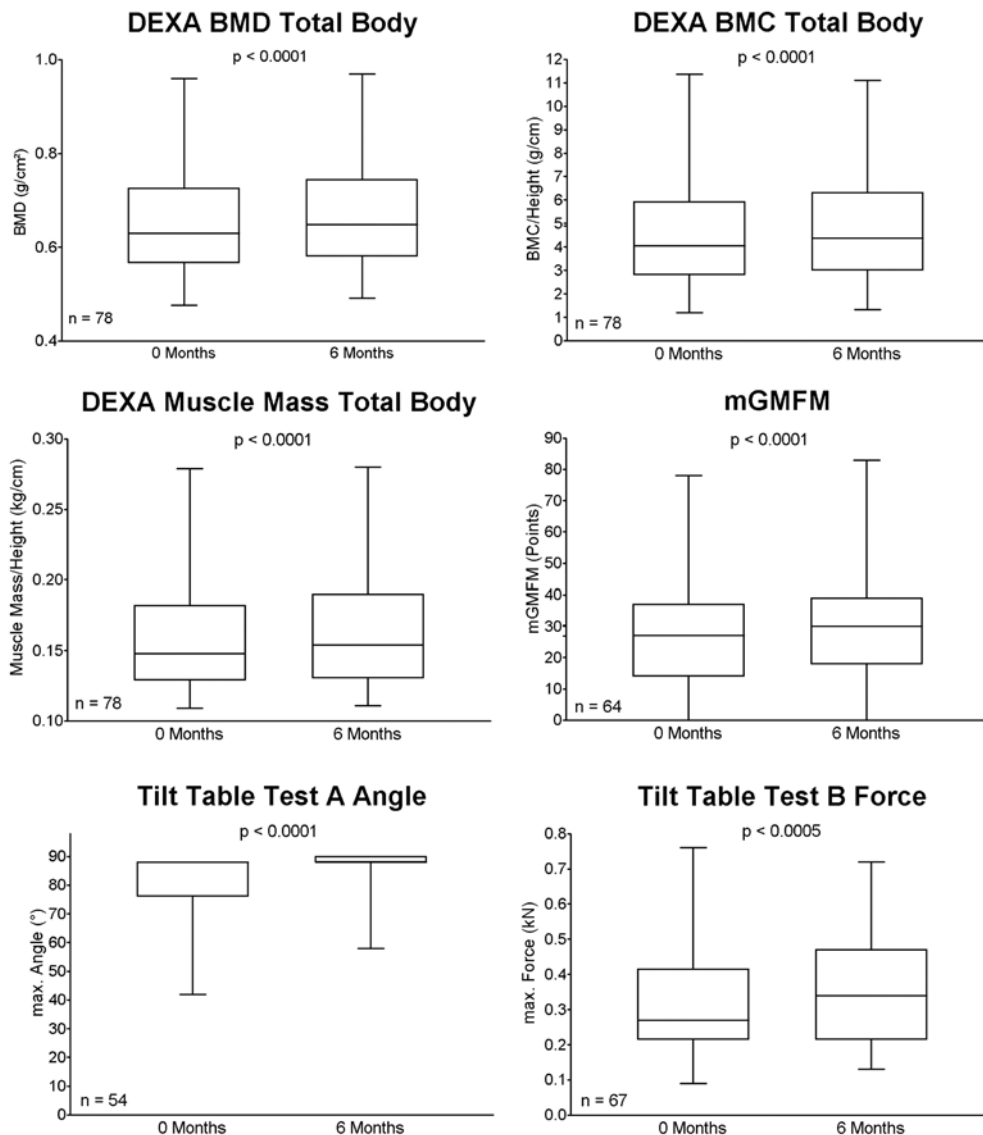 DEXA BMD Total Body
p < 0.0001
1.0
0.8
0.6
0.4
BMD (g/cm²)
n = 78
0 Months
6 Months
DEXA BMC Total Body
p < 0.0001
12
11
10
9
8
7
6
5
4
3
2
1
0
BMC/Height (g/cm)
n = 78
0 Months
6 Months
DEXA Muscle Mass Total Body
p < 0.0001
0.30
0.25
0.20
0.15
0.10
Muscle Mass/Height (kg/cm)
n = 78
0 Months
6 Months
mGMFM
p < 0.0001
90
80
70
60
50
40
30
20
10
0
mGMFM (Points)
n = 64
0 Months
6 Months
Tilt Table Test A Angle
p < 0.0001
90
80
70
60
50
40
30
20
10
0
max. Angle (°)
n = 54
0 Months
6 Months
Tilt Table Test B Force
p < 0.0005
0.8
0.7
0.6
0.5
0.4
0.3
0.2
0.1
0.0
max. Force (kN)
n = 67
0 Months
6 Months